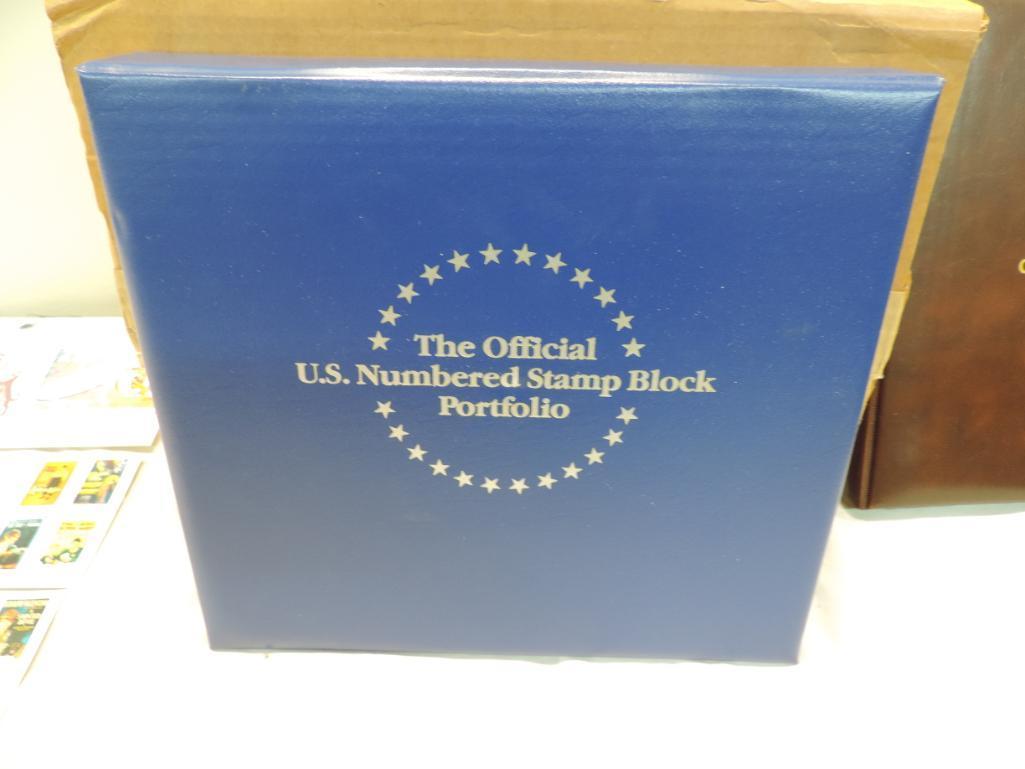 The Official
U.S. Numbered Stamp Block
Portfolio